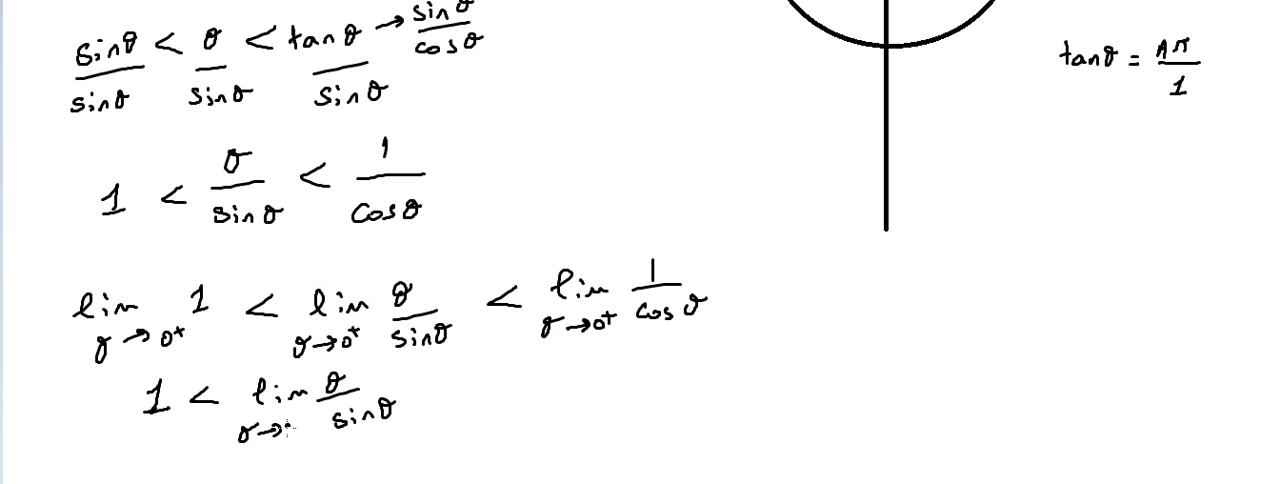 sinθ/sinθ < θ/sinθ < tanθ/sinθ → sinθ/cosθ
tanθ = AΠ/1
1 < θ/sinθ < 1/cosθ
lim θ→0⁺ 1 < lim θ→0⁺ θ/sinθ < lim θ→0⁺ 1/cosθ
1 < lim θ→ θ/sinθ